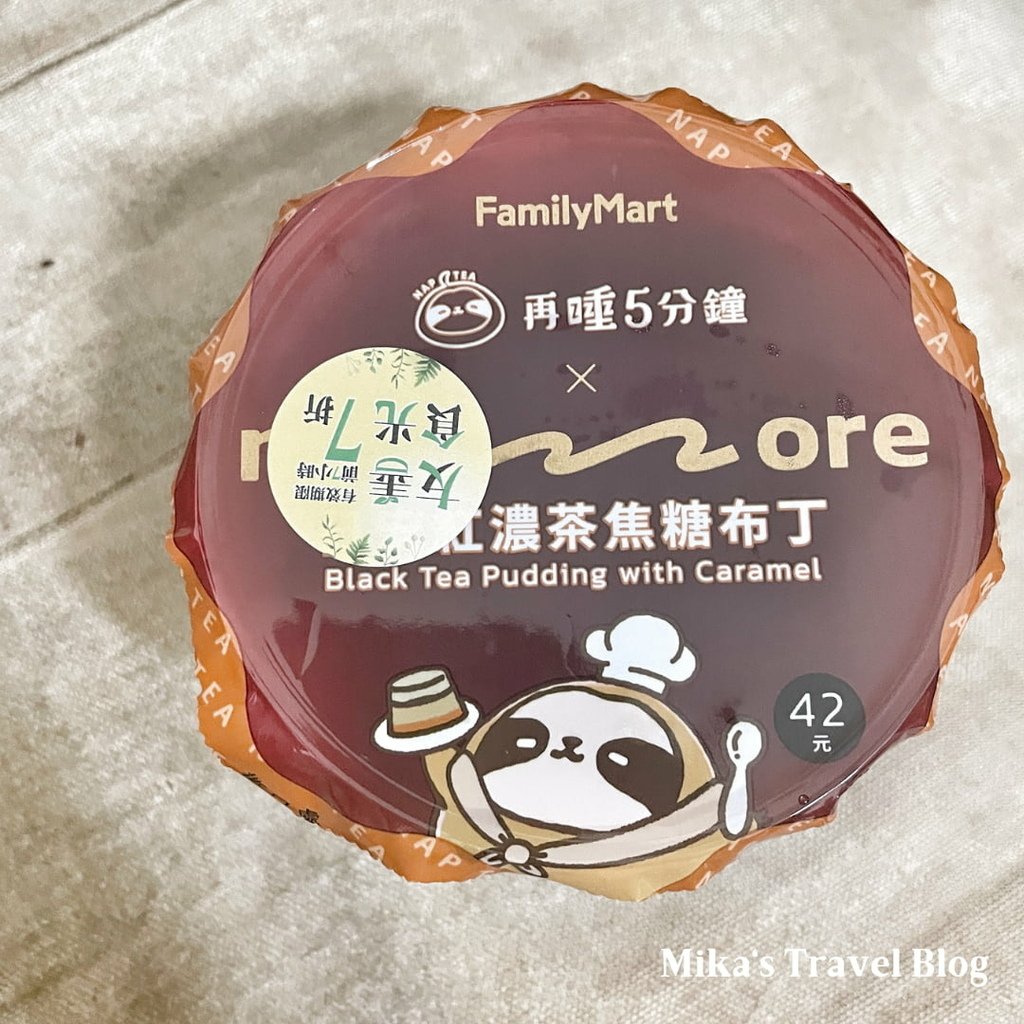 FamilyMart
NAP TEA
再睡5分鐘
×
ore
紅濃茶焦糖布丁
Black Tea Pudding with Caramel
友善
食光
7折
有效期限
前7小時
42
元
NAP TEA
Mika's Travel Blog